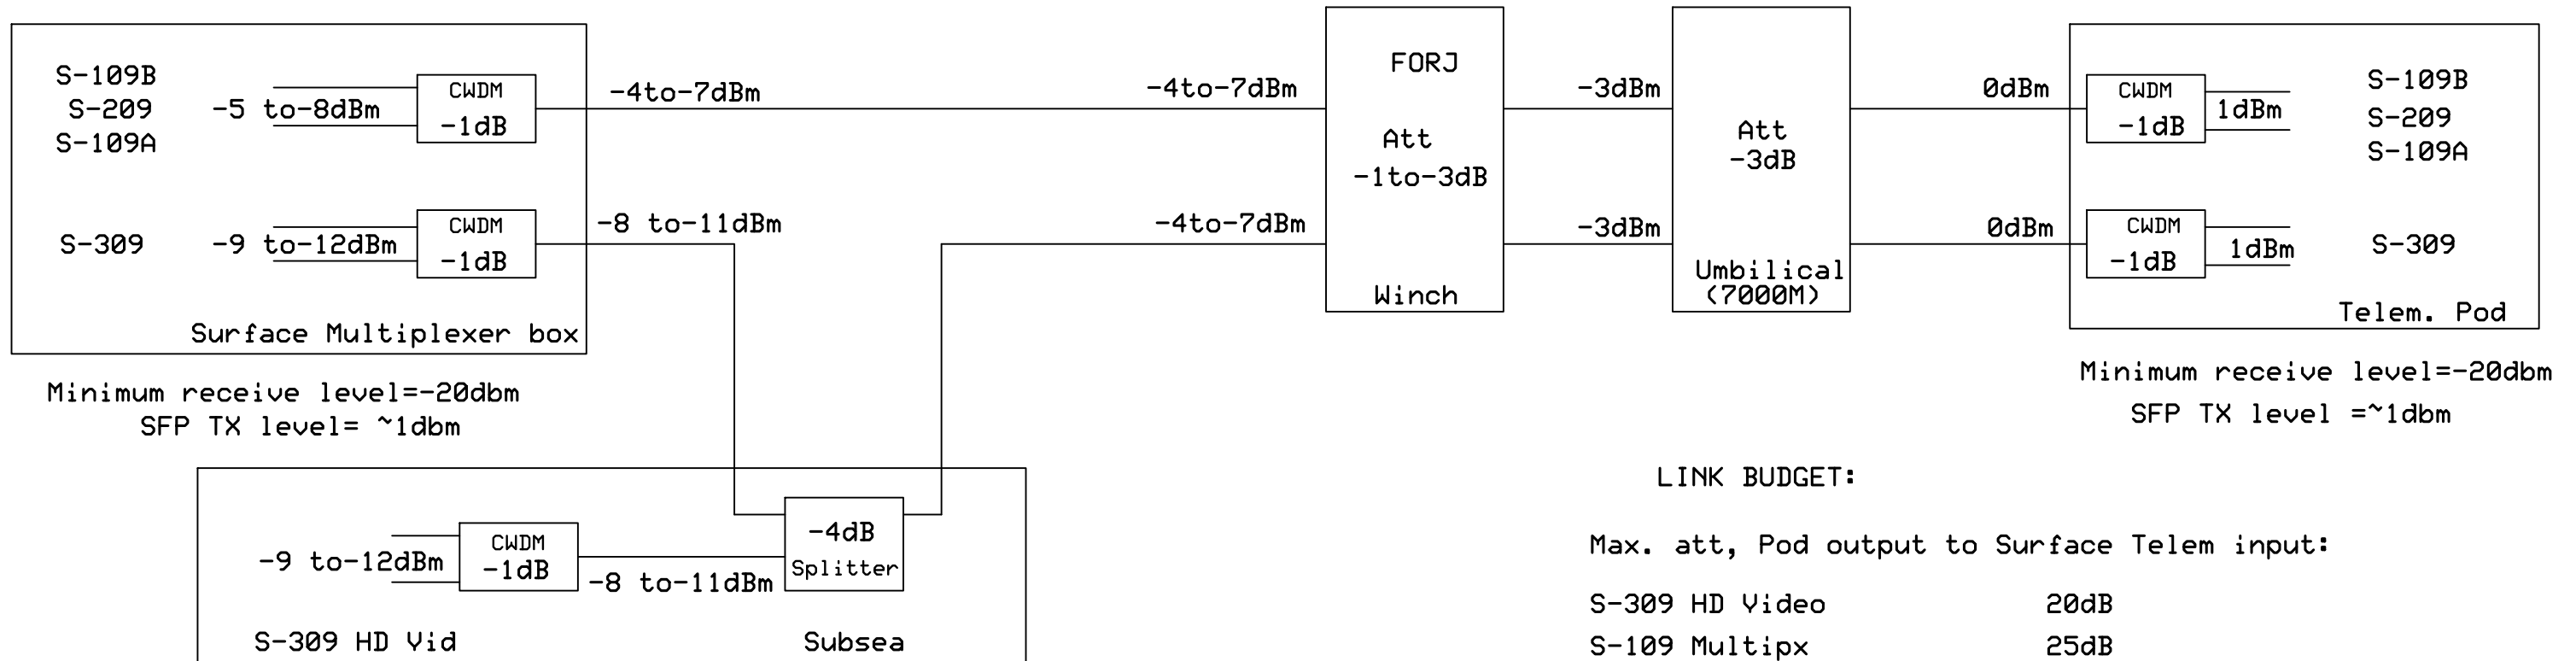 S-109B
S-209
S-109A
-5 to-8dBm
CWDM
-1dB
-4to-7dBm
-4to-7dBm
FORJ
Att
-1to-3dB
Winch
-3dBm
Att
-3dB
Umbilical
(7000M)
0dBm
CWDM
-1dB
1dBm
S-109B
S-209
S-109A
S-309
-9 to-12dBm
CWDM
-1dB
-8 to-11dBm
-4to-7dBm
-3dBm
0dBm
CWDM
-1dB
1dBm
S-309
Surface Multiplexer box
Telem. Pod
Minimum receive level=-20dbm
SFP TX level= ~1dbm
Minimum receive level=-20dbm
SFP TX level =~1dbm
-9 to-12dBm
CWDM
-1dB
-8 to-11dBm
-4dB
Splitter
S-309 HD Vid
Subsea
LINK BUDGET:
Max. att, Pod output to Surface Telem input:
S-309 HD Video 20dB
S-109 Multipx 25dB